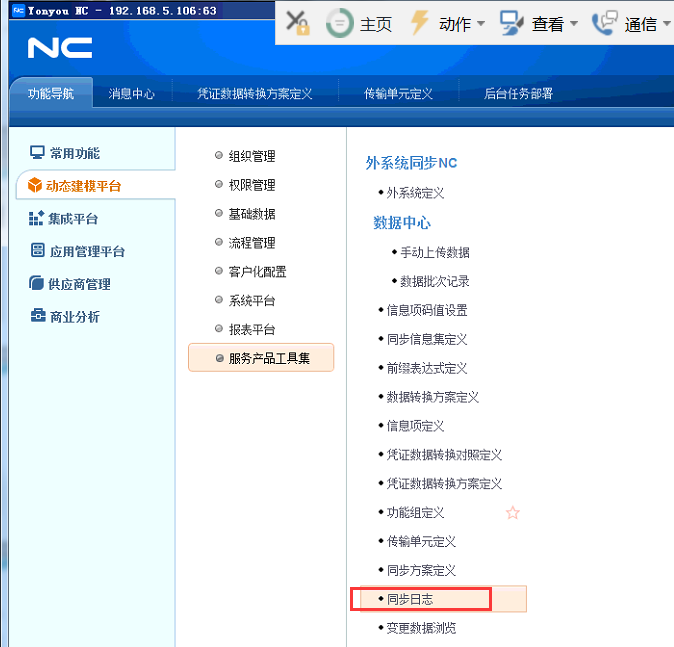 Yonyou NC - 192.168.5.106:63
主页 动作 查看 通信
NC
功能导航 消息中心 凭证数据转换方案定义 传输单元定义 后台任务部署
常用功能
动态建模平台
集成平台
应用管理平台
供应商管理
商业分析
组织管理
权限管理
基础数据
流程管理
客户化配置
系统平台
报表平台
服务产品工具集
外系统同步NC
外系统定义
数据中心
手动上传数据
数据批次记录
信息项码值设置
同步信息集定义
前缀表达式定义
数据转换方案定义
信息项定义
凭证数据转换对照定义
凭证数据转换方案定义
功能组定义
传输单元定义
同步方案定义
同步日志
变更数据浏览